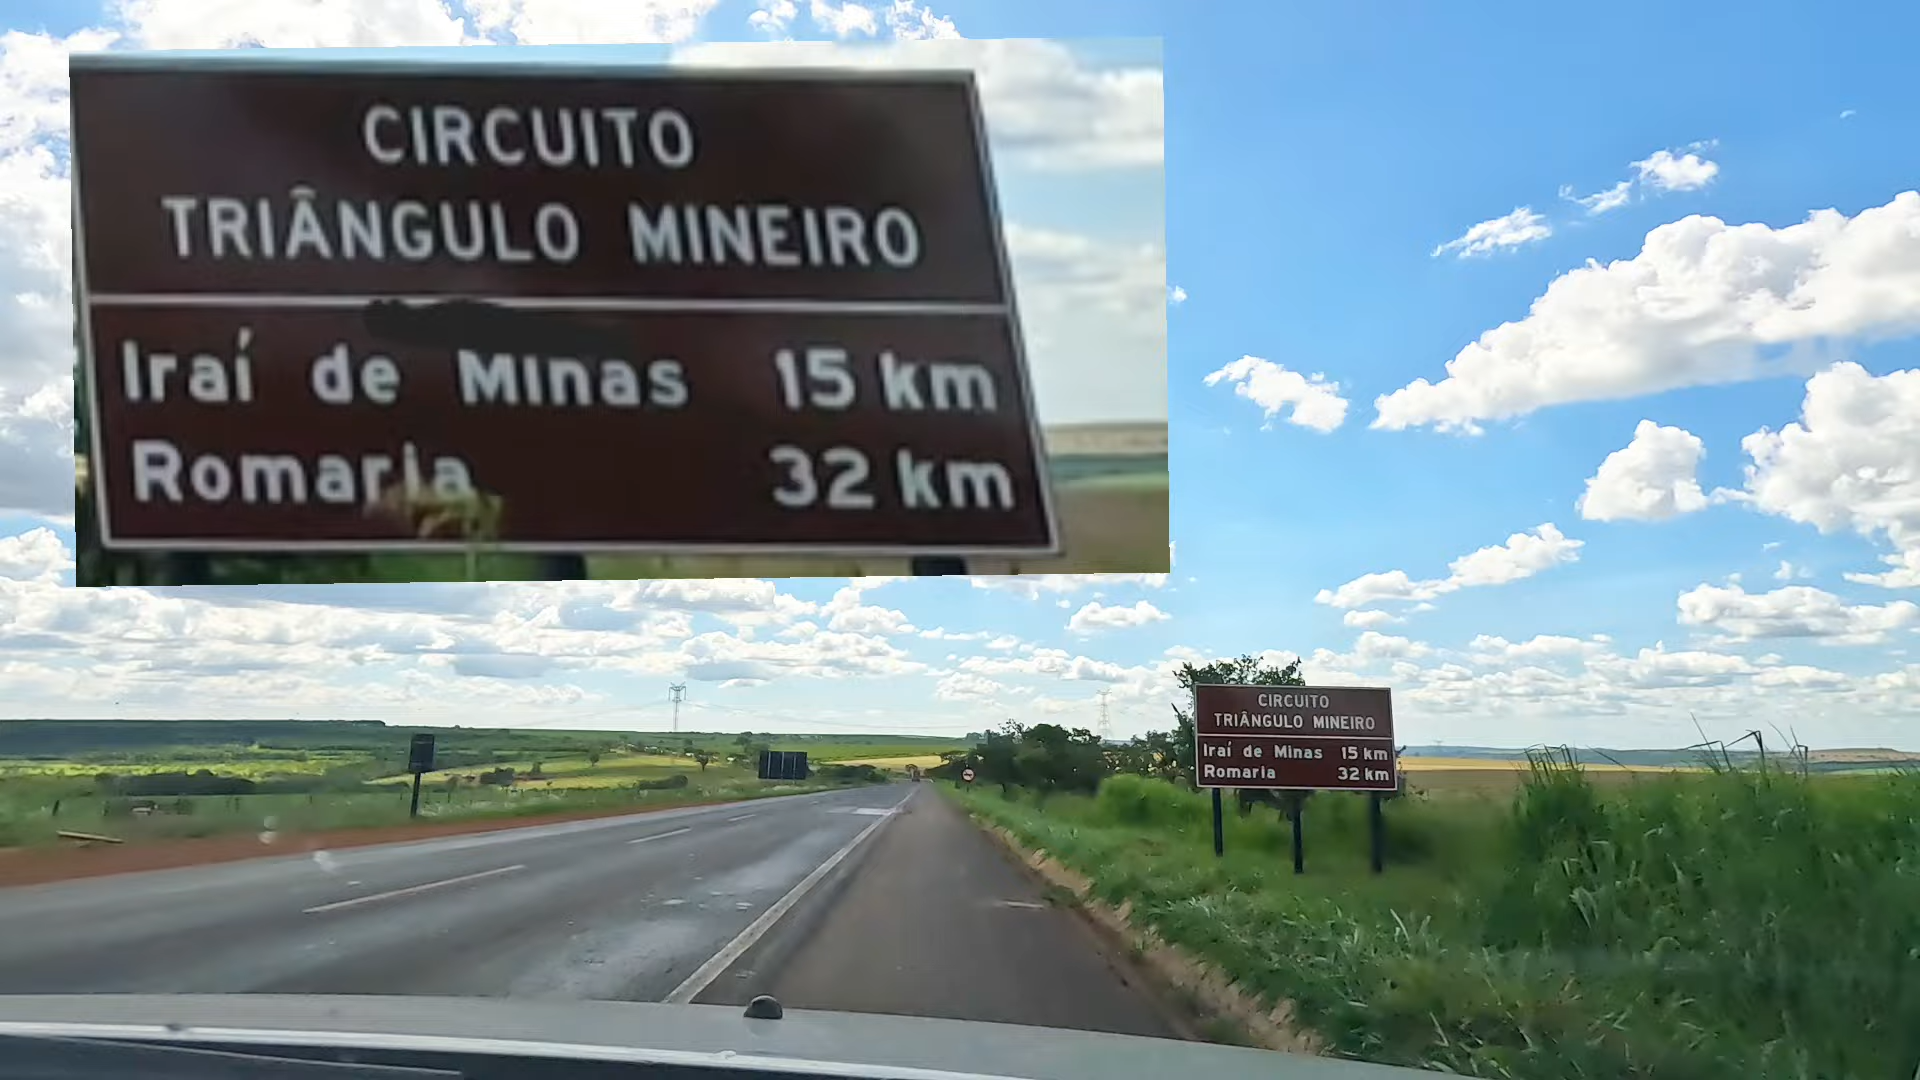 CIRCUITO
TRIÂNGULO MINEIRO
Iraí de Minas 15 km
Romaria 32 km
CIRCUITO
TRIÂNGULO MINEIRO
Iraí de Minas 15 km
Romaria 32 km